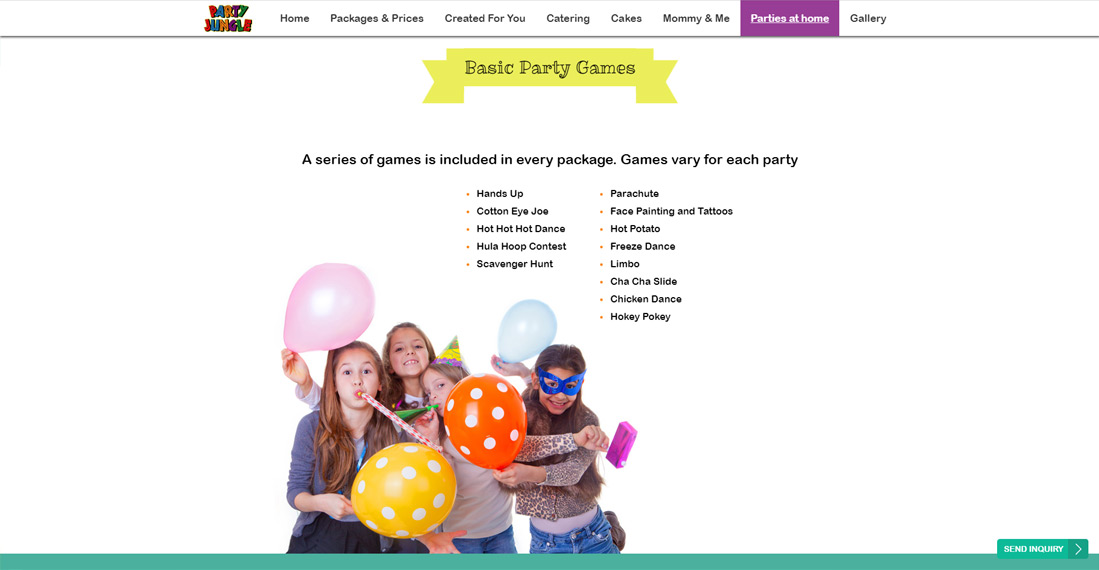 PARTY
JUNGLE
Home
Packages & Prices
Created For You
Catering
Cakes
Mommy & Me
Parties at home
Gallery
Basic Party Games
A series of games is included in every package. Games vary for each party
Hands Up
Cotton Eye Joe
Hot Hot Hot Dance
Hula Hoop Contest
Scavenger Hunt
Parachute
Face Painting and Tattoos
Hot Potato
Freeze Dance
Limbo
Cha Cha Slide
Chicken Dance
Hokey Pokey
SEND INQUIRY